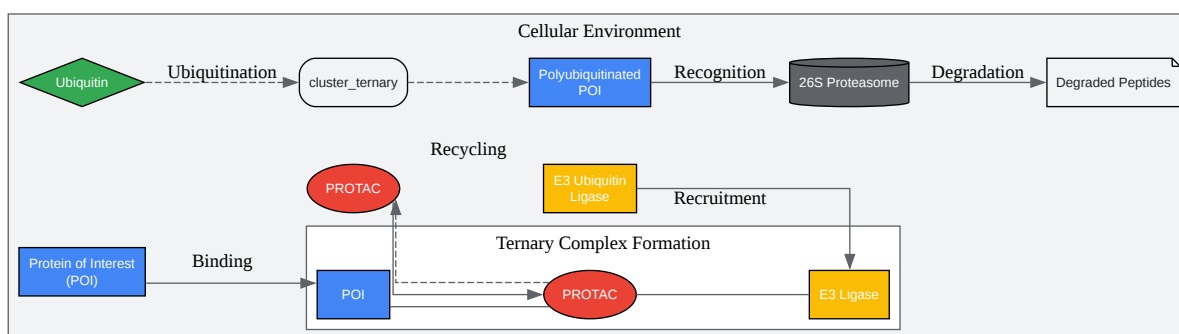 Cellular Environment
Ubiquitin
Ubiquitination
cluster_ternary
Polyubiquitinated
POI
Recognition
26S Proteasome
Degradation
Degraded Peptides
Recycling
PROTAC
E3 Ubiquitin
Ligase
Recruitment
Ternary Complex Formation
Protein of Interest
(POI)
Binding
POI
PROTAC
E3 Ligase